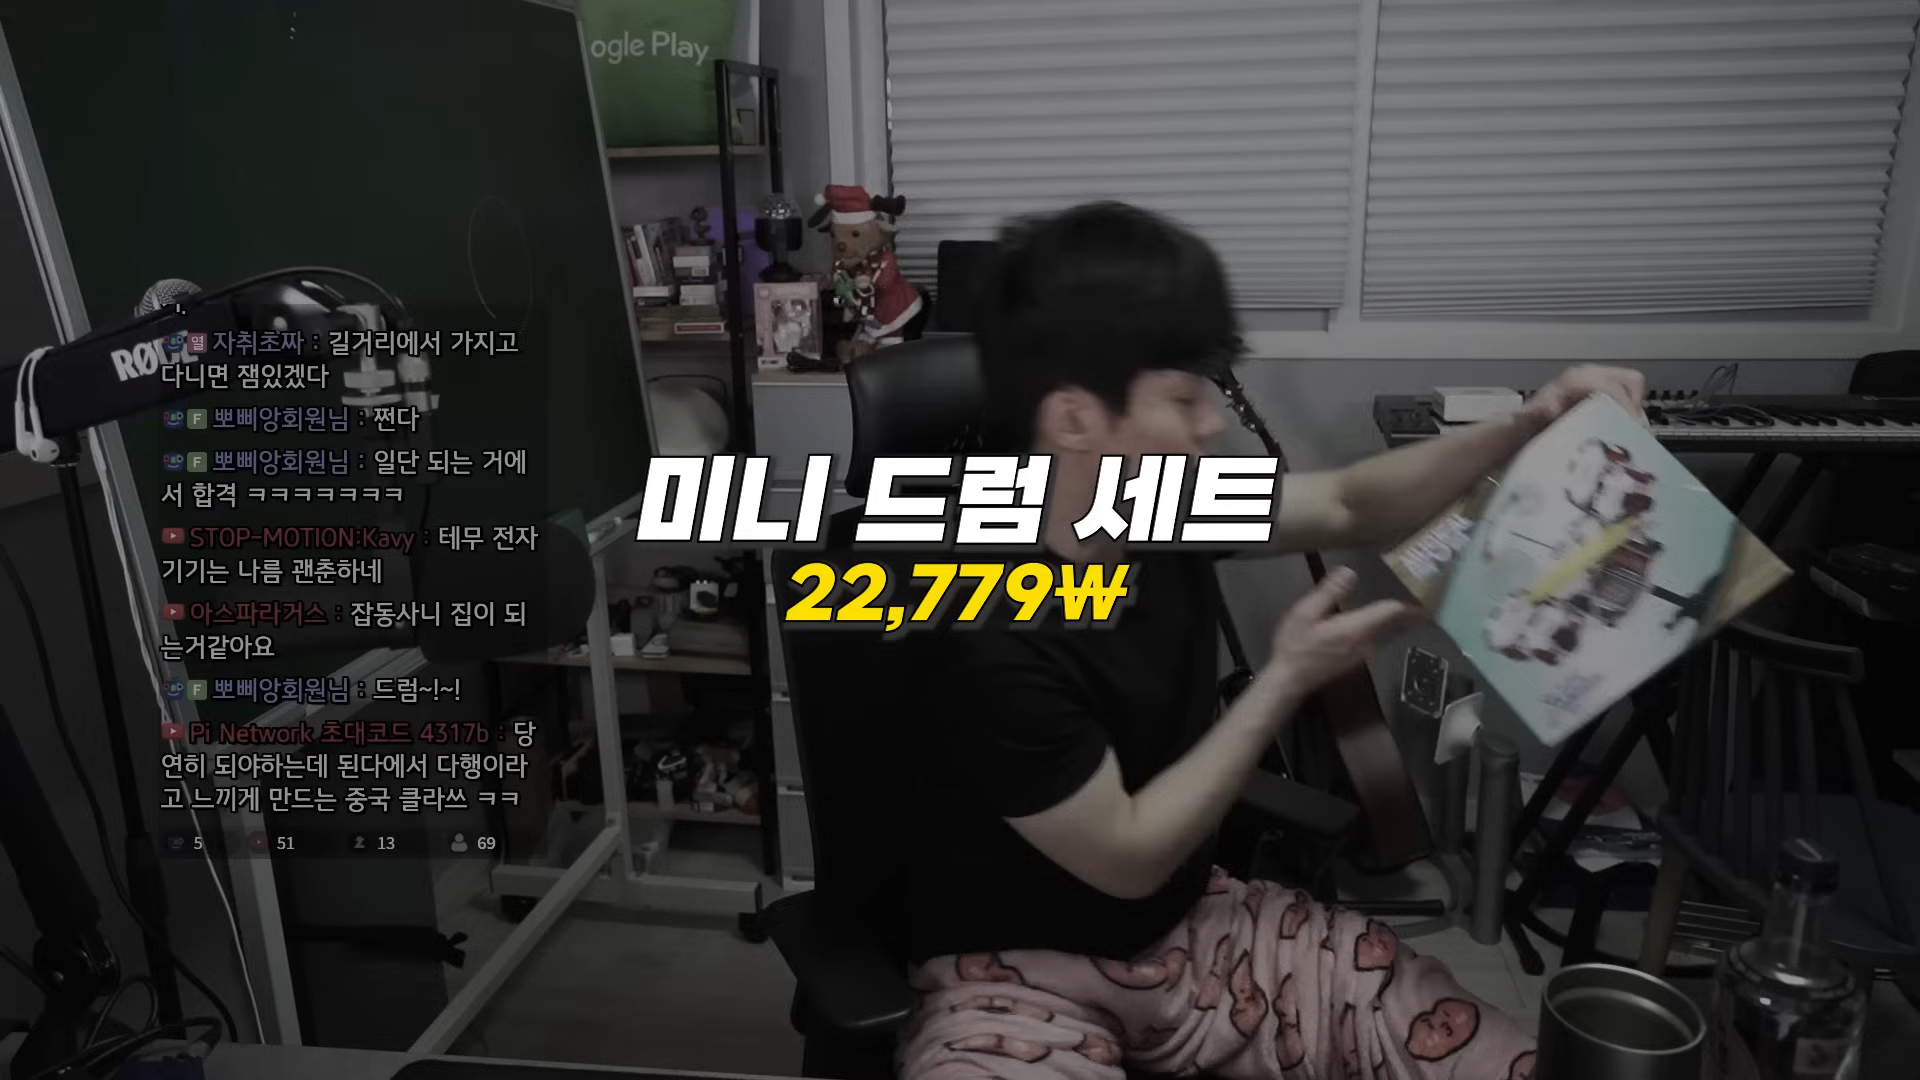 ogle Play
RØDE
열 자취초짜 : 길거리에서 가지고
다니면 잼있겠다
F 뽀삐앙회원님 : 쩐다
F 뽀삐앙회원님 : 일단 되는 거에
서 합격 ㅋㅋㅋㅋㅋㅋㅋ
STOP-MOTION:Kavy : 테무 전자
기기는 나름 괜춘하네
아스파라거스 : 잡동사니 집이 되
는거같아요
F 뽀삐앙회원님 : 드럼~!~!
Pi Network 초대코드 4317b : 당
연히 되야하는데 된다에서 다행이라
고 느끼게 만드는 중국 클라쓰 ㅋㅋ
5 51 13 69
미니 드럼 세트
22,779₩